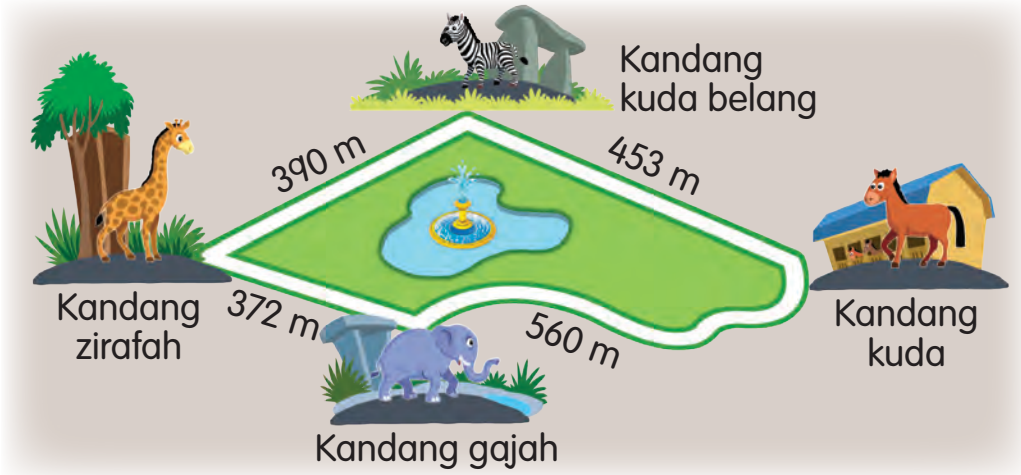 Kandang
kuda belang
390 m
453 m
Kandang
zirafah
372 m
560 m
Kandang
kuda
Kandang gajah